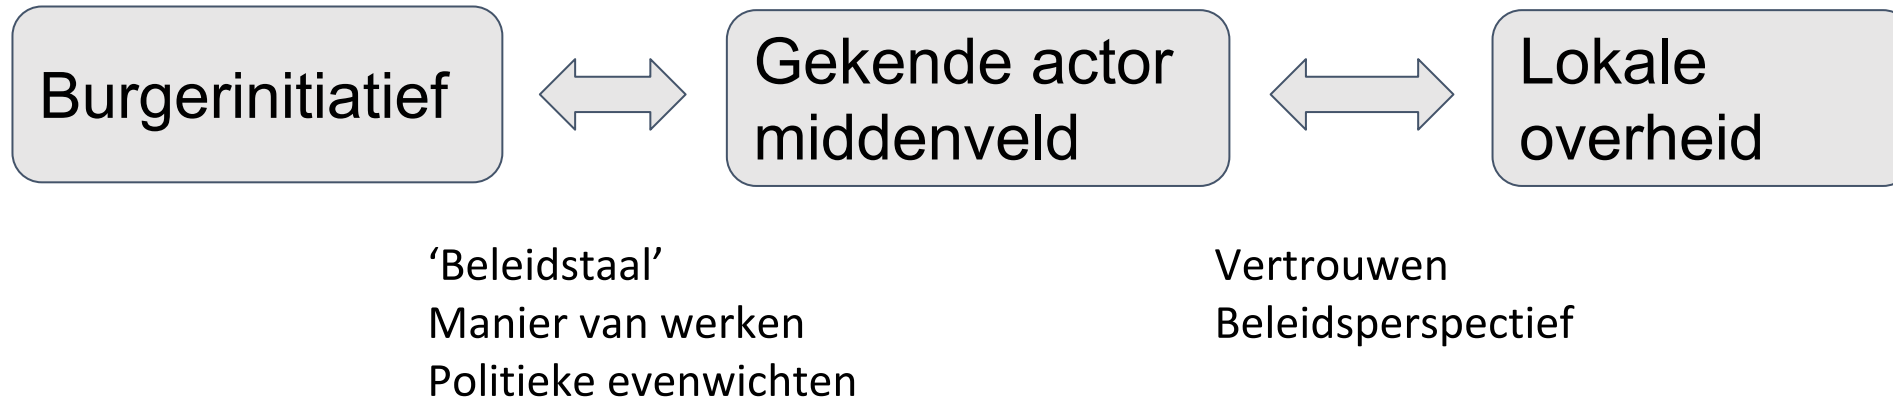 Burgerinitiatief
Gekende actor
middenveld
Lokale
overheid
‘Beleidstaal’
Manier van werken
Politieke evenwichten
Vertrouwen
Beleidsperspectief